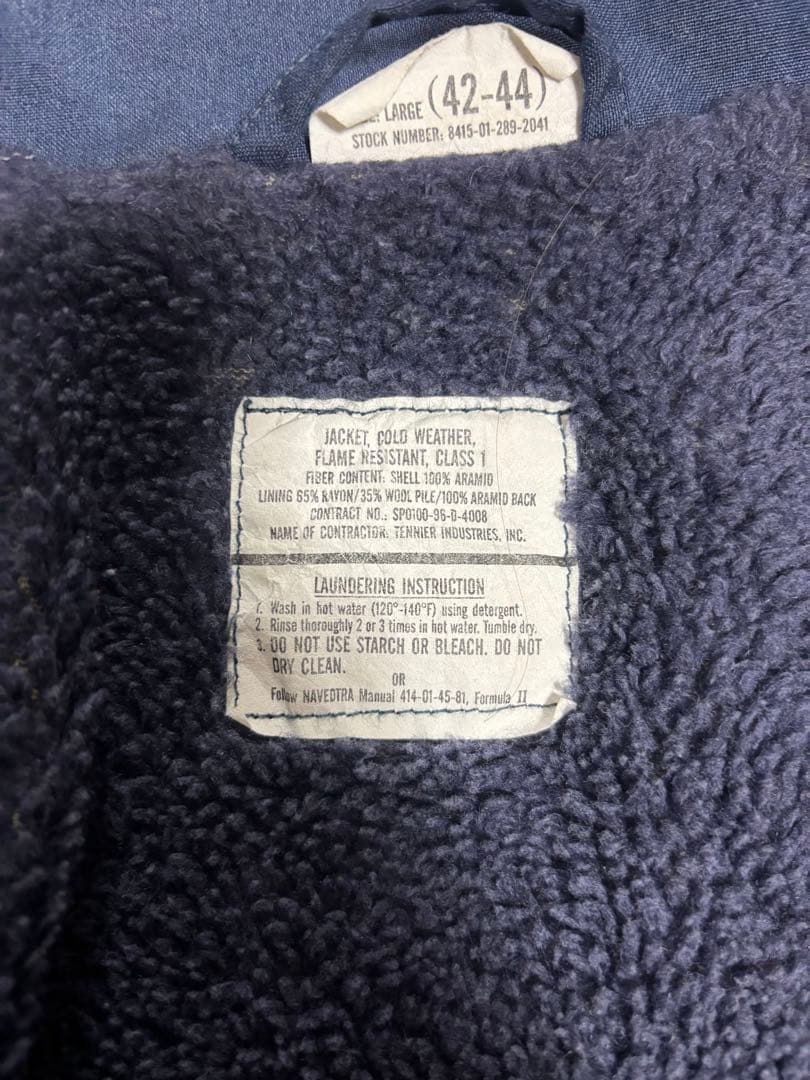 LARGE (42-44)
STOCK NUMBER: 8415-01-289-2041
JACKET, COLD WEATHER,
FLAME RESISTANT, CLASS 1
FIBER CONTENT: SHELL 100% ARAMID
LINING 65% RAYON/35% WOOL PILE/100% ARAMID BACK
CONTRACT NO.: SPO100-96-D-4008
NAME OF CONTRACTOR: TENNIER INDUSTRIES, INC.
LAUNDERING INSTRUCTION
1. Wash in hot water (120°-140°F) using detergent.
2. Rinse thoroughly 2 or 3 times in hot water. Tumble dry.
3. DO NOT USE STARCH OR BLEACH. DO NOT
DRY CLEAN.
OR
Follow NAVEDTRA Manual 414-01-45-81, Formula II